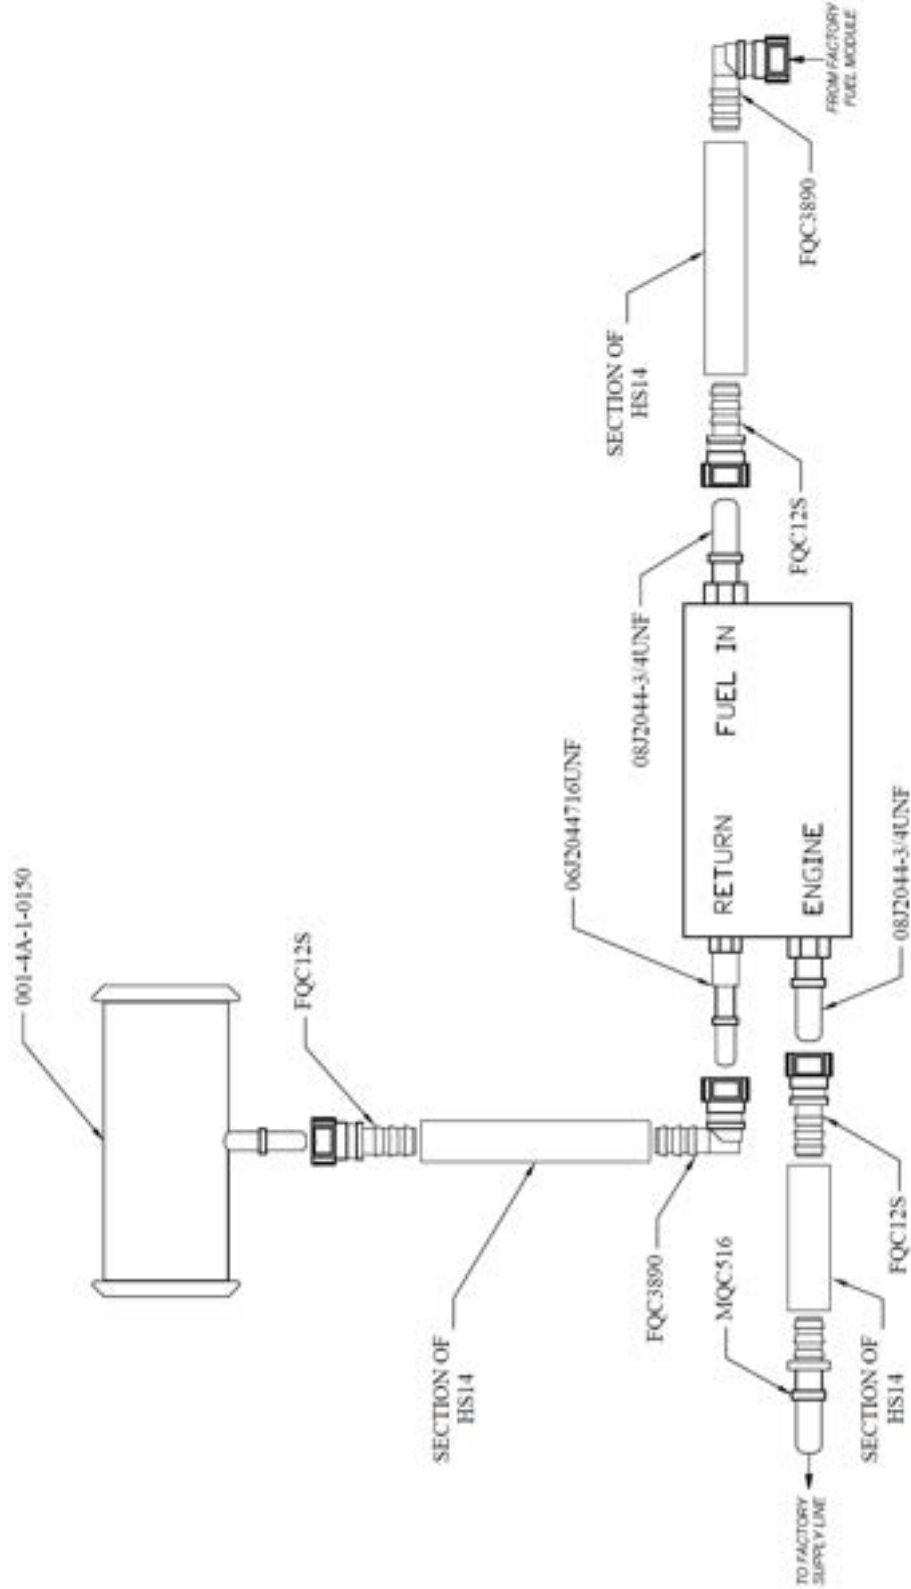 001-4A-1-0150
FQC12S
SECTION OF
HS14
FQC3890
06J2044716UNF
08J2044-3/4UNF
SECTION OF
HS14
FQC12S
FQC3890
FROM FACTORY
FUEL MODULE
RETURN
FUEL IN
ENGINE
08J2044-3/4UNF
FQC12S
MQC516
SECTION OF
HS14
TO FACTORY
SUPPLY LINE